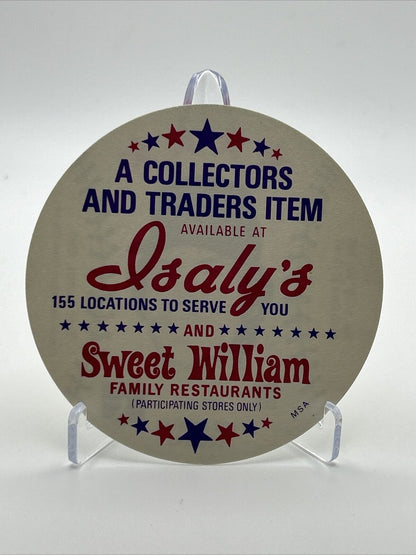 A COLLECTORS
AND TRADERS ITEM
AVAILABLE AT
Isaly's
155 LOCATIONS TO SERVE YOU
AND
Sweet William
FAMILY RESTAURANTS
(PARTICIPATING STORES ONLY)
MSA